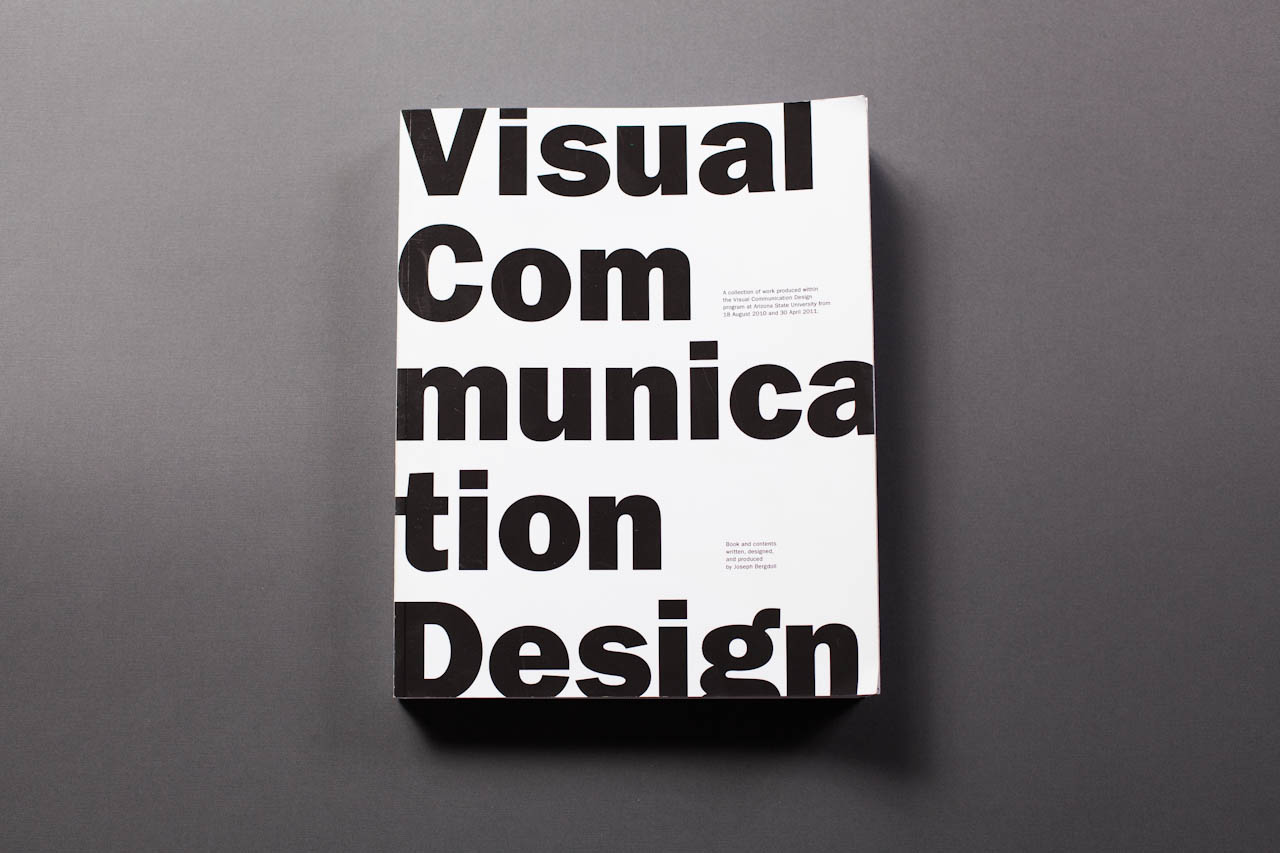 Visual
Com
A collection of work produced within
the Visual Communication Design
program at Arizona State University from
18 August 2010 and 30 April 2011.
munica
tion
Book and contents
written, designed,
and produced
by Joseph Bergdoll
Design